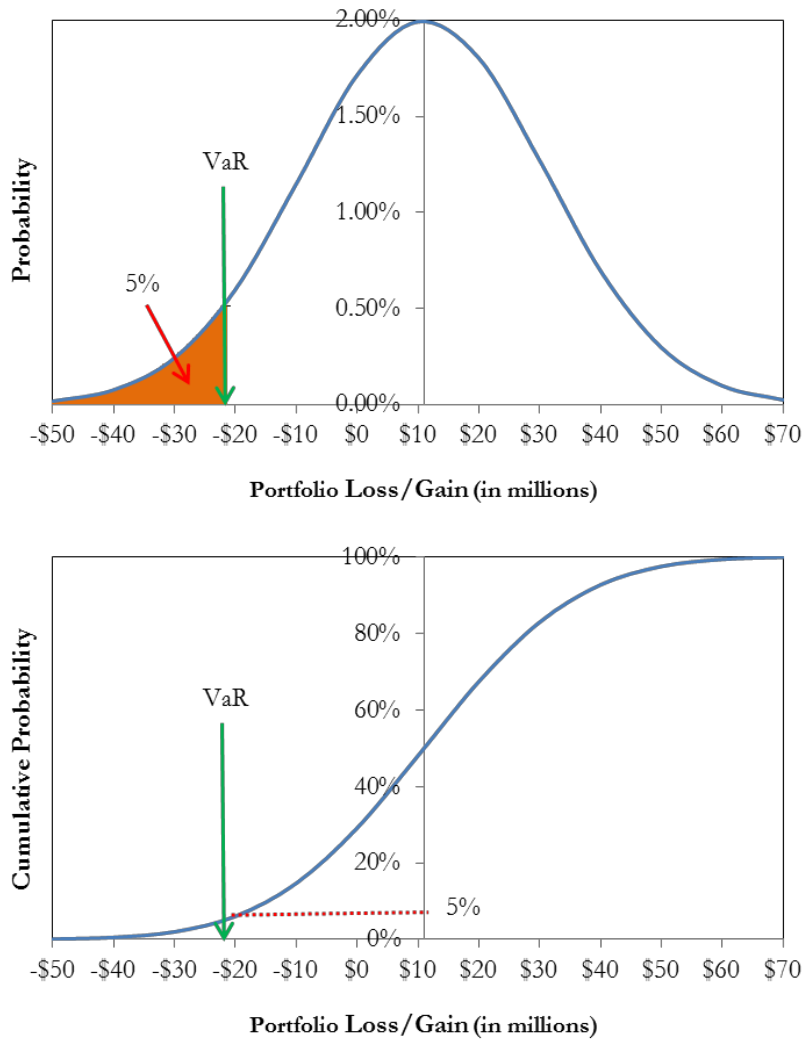 2.00%
1.50%
VaR
1.00%
5%
0.50%
0.00%
Probability
-$50 -$40 -$30 -$20 -$10 $0 $10 $20 $30 $40 $50 $60 $70
Portfolio Loss/Gain (in millions)
100%
80%
VaR
60%
40%
20%
5%
0%
Cumulative Probability
-$50 -$40 -$30 -$20 -$10 $0 $10 $20 $30 $40 $50 $60 $70
Portfolio Loss/Gain (in millions)